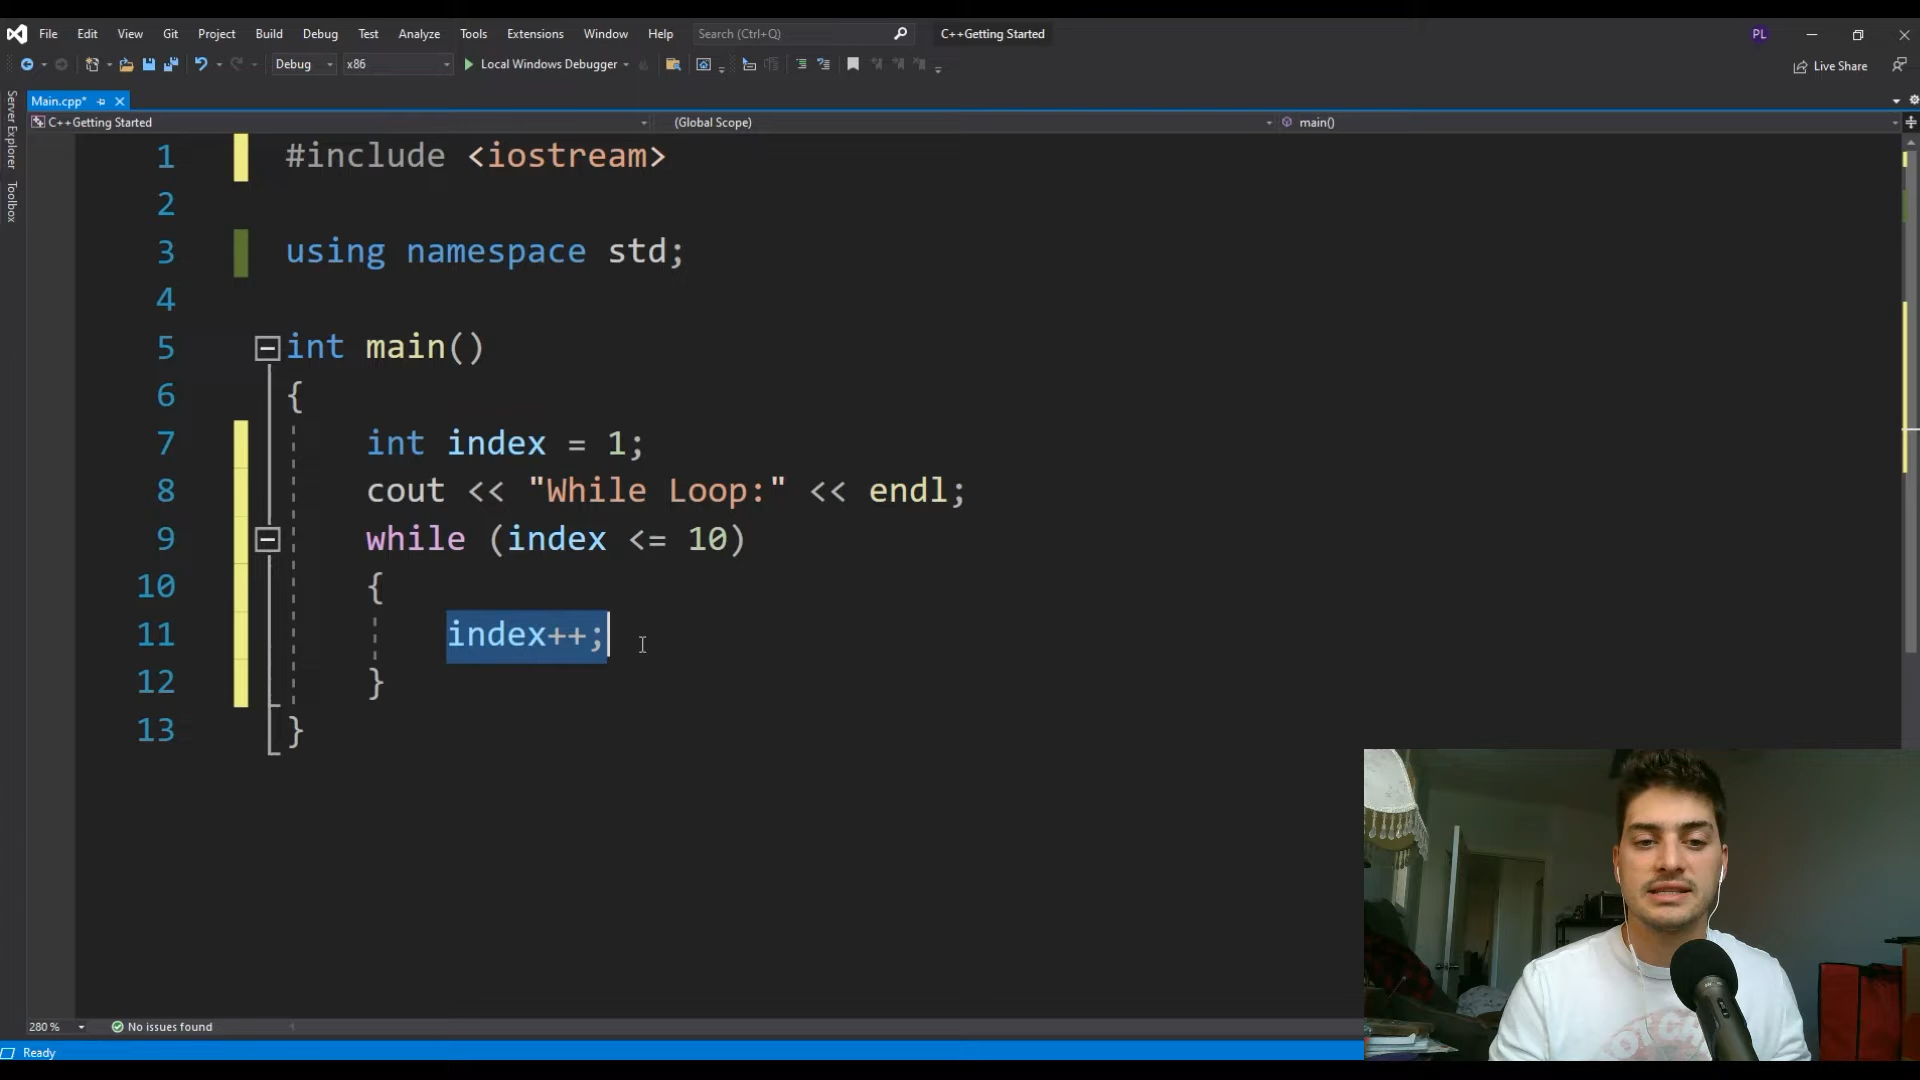 File Edit View Git Project Build Debug Test Analyze Tools Extensions Window Help Search (Ctrl+Q) C++Getting Started PL
Debug x86 Local Windows Debugger Live Share
Main.cpp*
C++Getting Started (Global Scope) main()
Server Explorer
Toolbox
1 #include <iostream>
2
3 using namespace std;
4
5 int main()
6 {
7 int index = 1;
8 cout << "While Loop:" << endl;
9 while (index <= 10)
10 {
11 index++;
12 }
13 }
280 % No issues found
Ready